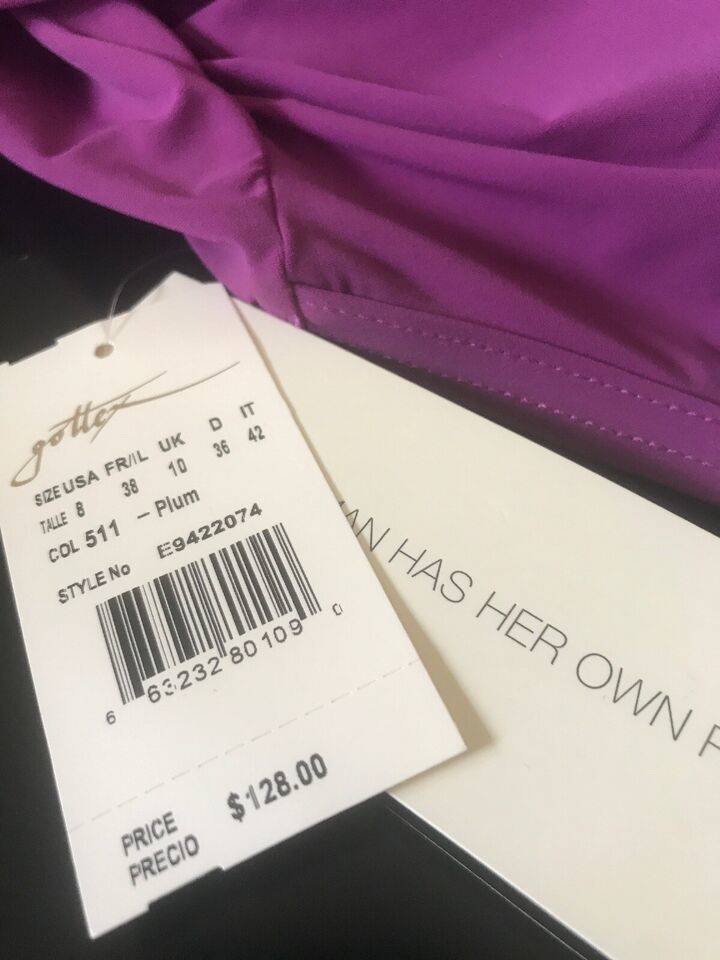 gottex
SIZE USA FR/IL UK D IT
TALLE 8 38 10 36 42
COL 511 - Plum
STYLE No E9422074
6 63232 80109 0
PRICE $128.00
PRECIO
HAS HER OWN